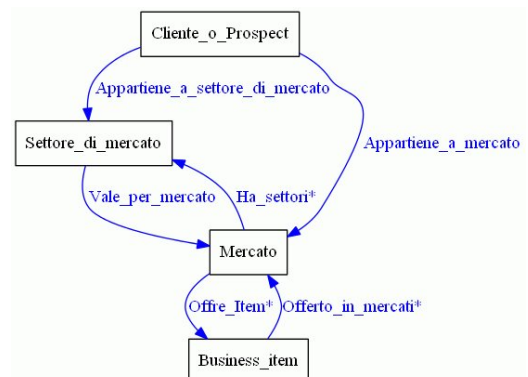 Cliente_o_Prospect
Appartiene_a_settore_di_mercato
Settore_di_mercato
Appartiene_a_mercato
Vale_per_mercato
Ha_settori*
Mercato
Offre_Item*
Offerto_in_mercati*
Business_item